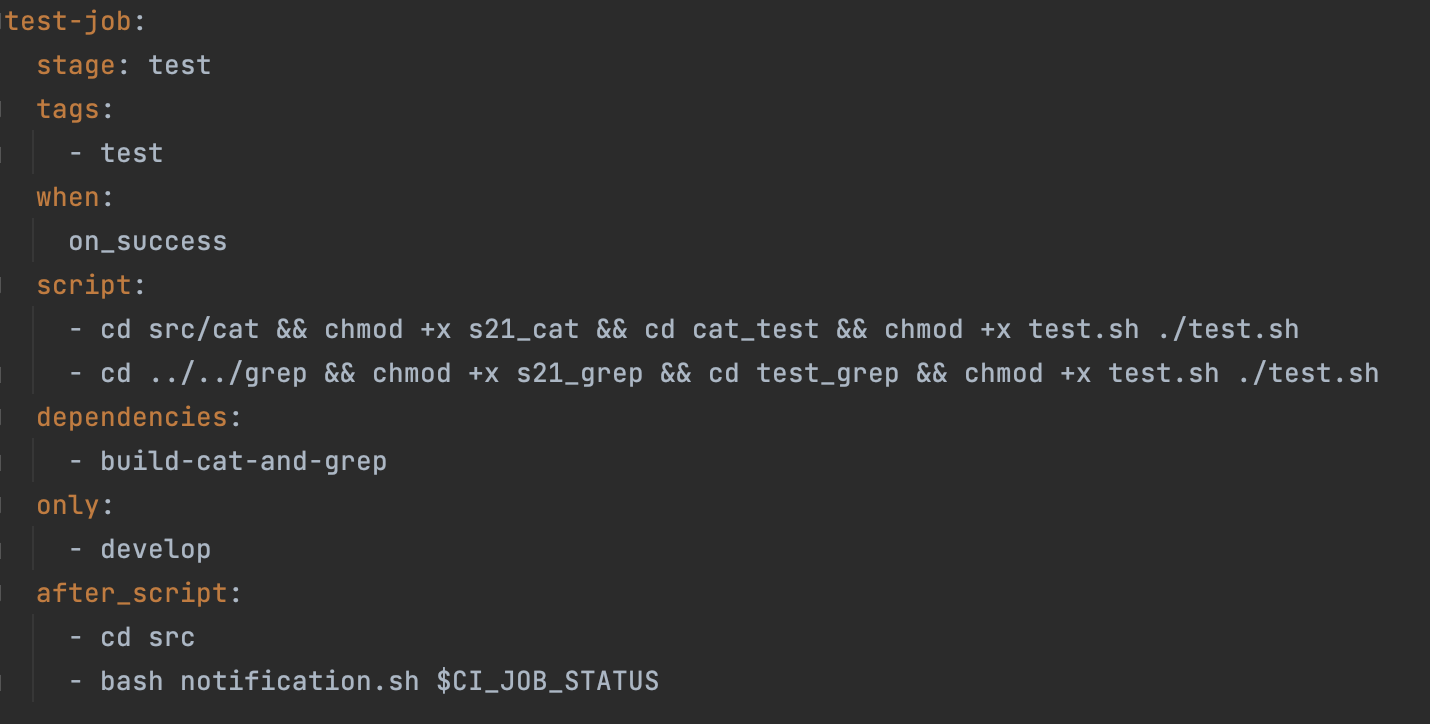 test-job:
stage: test
tags:
- test
when:
on_success
script:
- cd src/cat && chmod +x s21_cat && cd cat_test && chmod +x test.sh ./test.sh
- cd ../../grep && chmod +x s21_grep && cd test_grep && chmod +x test.sh ./test.sh
dependencies:
- build-cat-and-grep
only:
- develop
after_script:
- cd src
- bash notification.sh $CI_JOB_STATUS